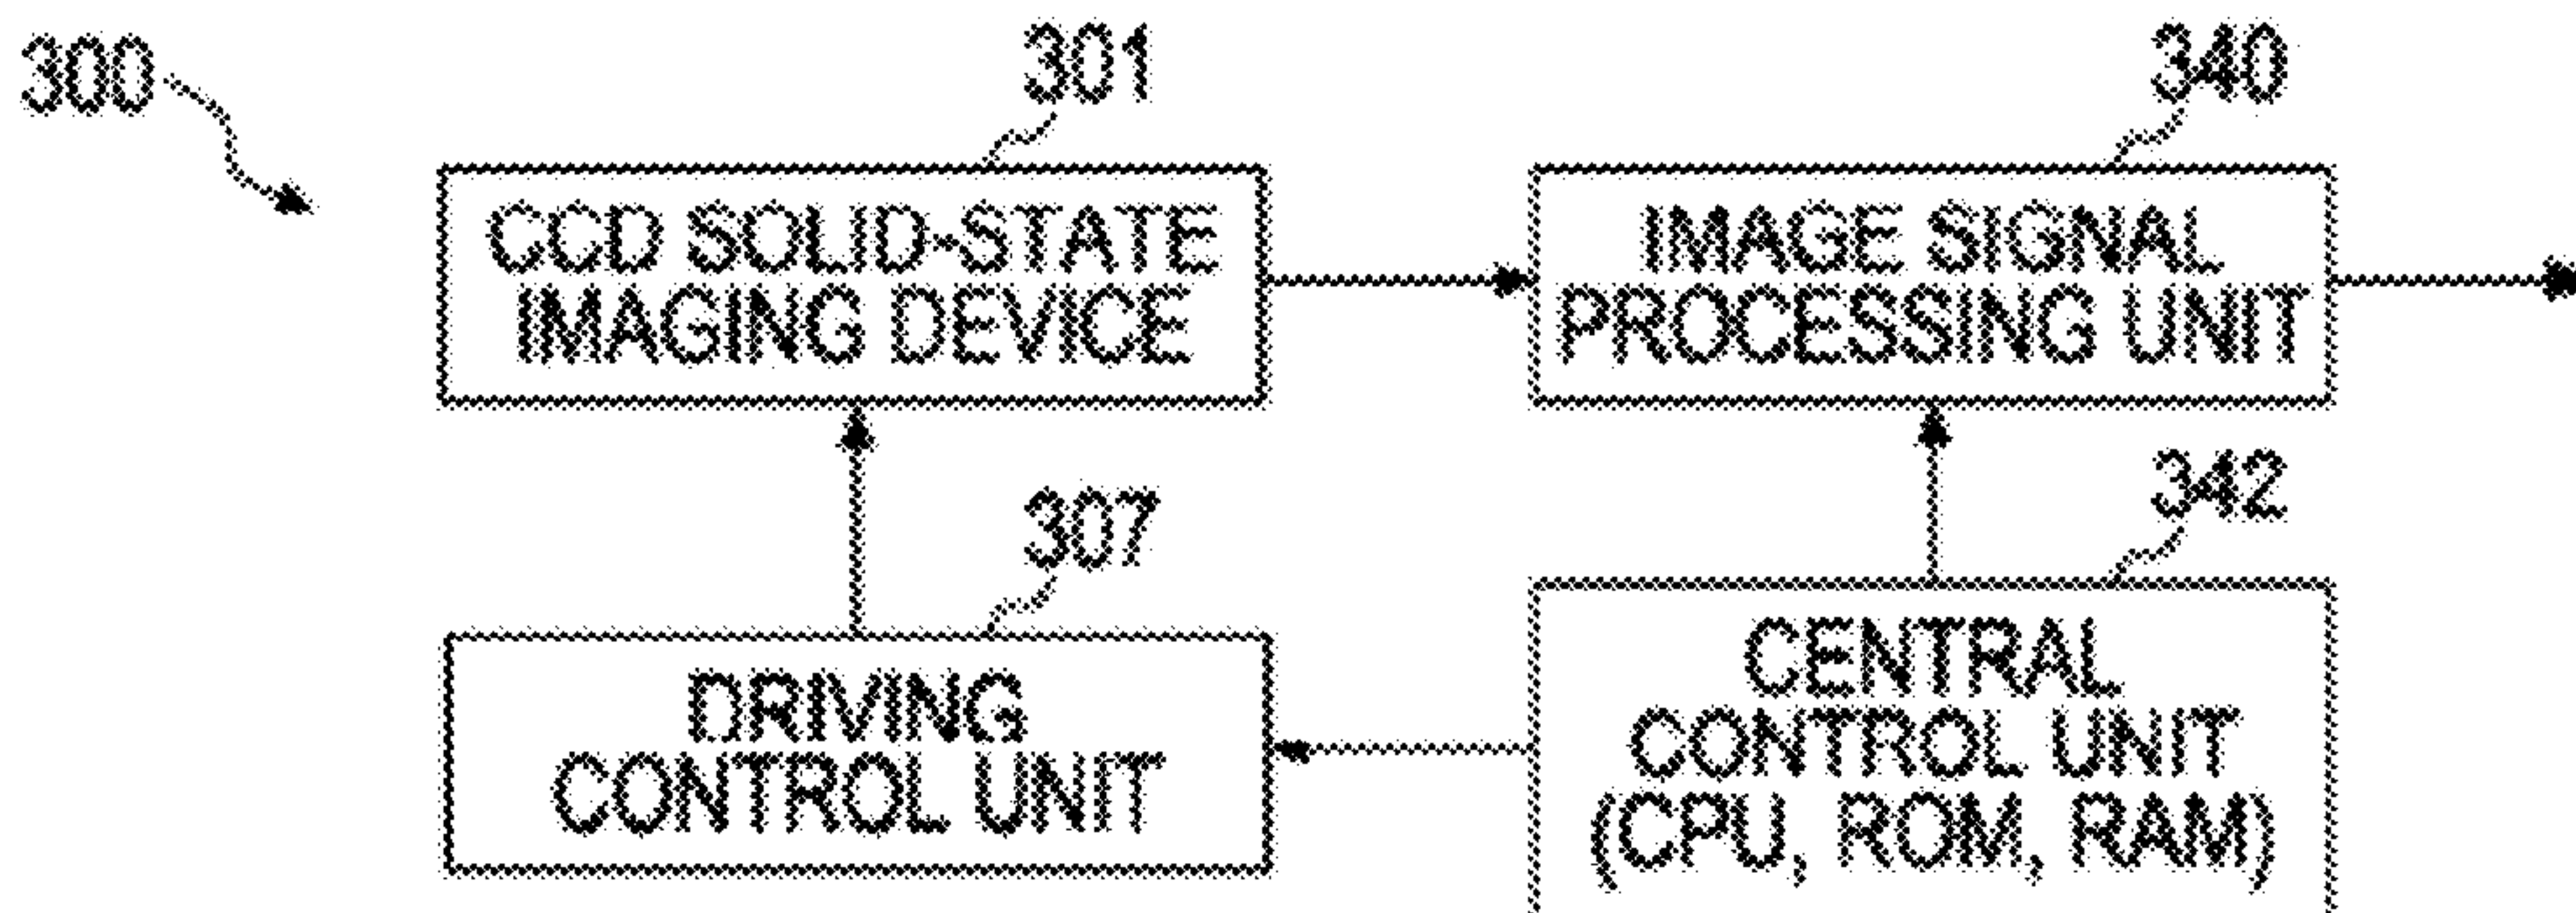 300
301
340
CCD SOLID-STATE
IMAGING DEVICE
IMAGE SIGNAL
PROCESSING UNIT
307
342
DRIVING
CONTROL UNIT
CENTRAL
CONTROL UNIT
(CPU, ROM, RAM)